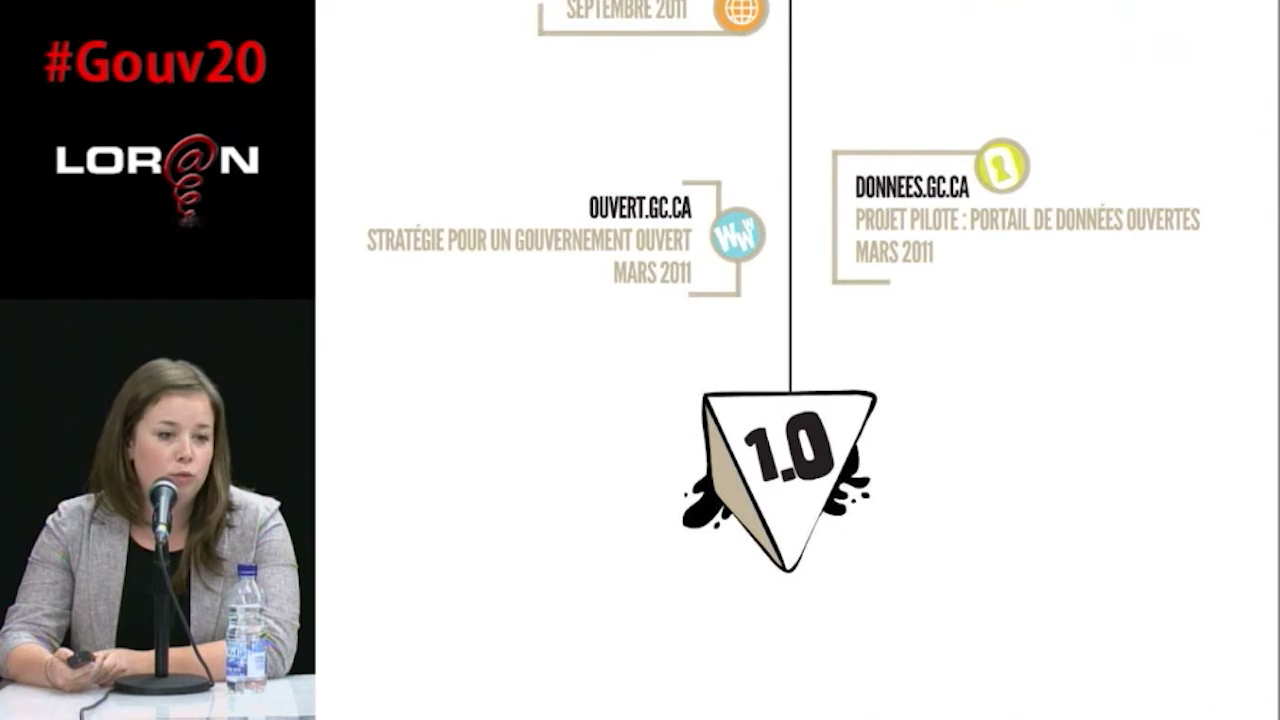 #Gouv20
LOR@N
SEPTEMBRE 2011
OUVERT.GC.CA
STRATÉGIE POUR UN GOUVERNEMENT OUVERT
MARS 2011
WWW
DONNEES.GC.CA
PROJET PILOTE : PORTAIL DE DONNÉES OUVERTES
MARS 2011
1.0